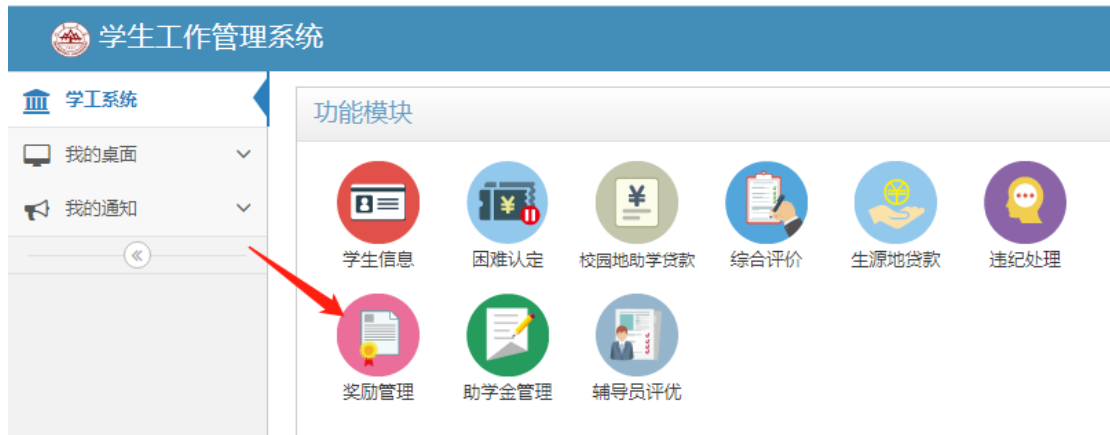 学生工作管理系统
学工系统
我的桌面
我的通知
功能模块
学生信息 困难认定 校园地助学贷款 综合评价 生源地贷款 违纪处理
奖励管理 助学金管理 辅导员评优